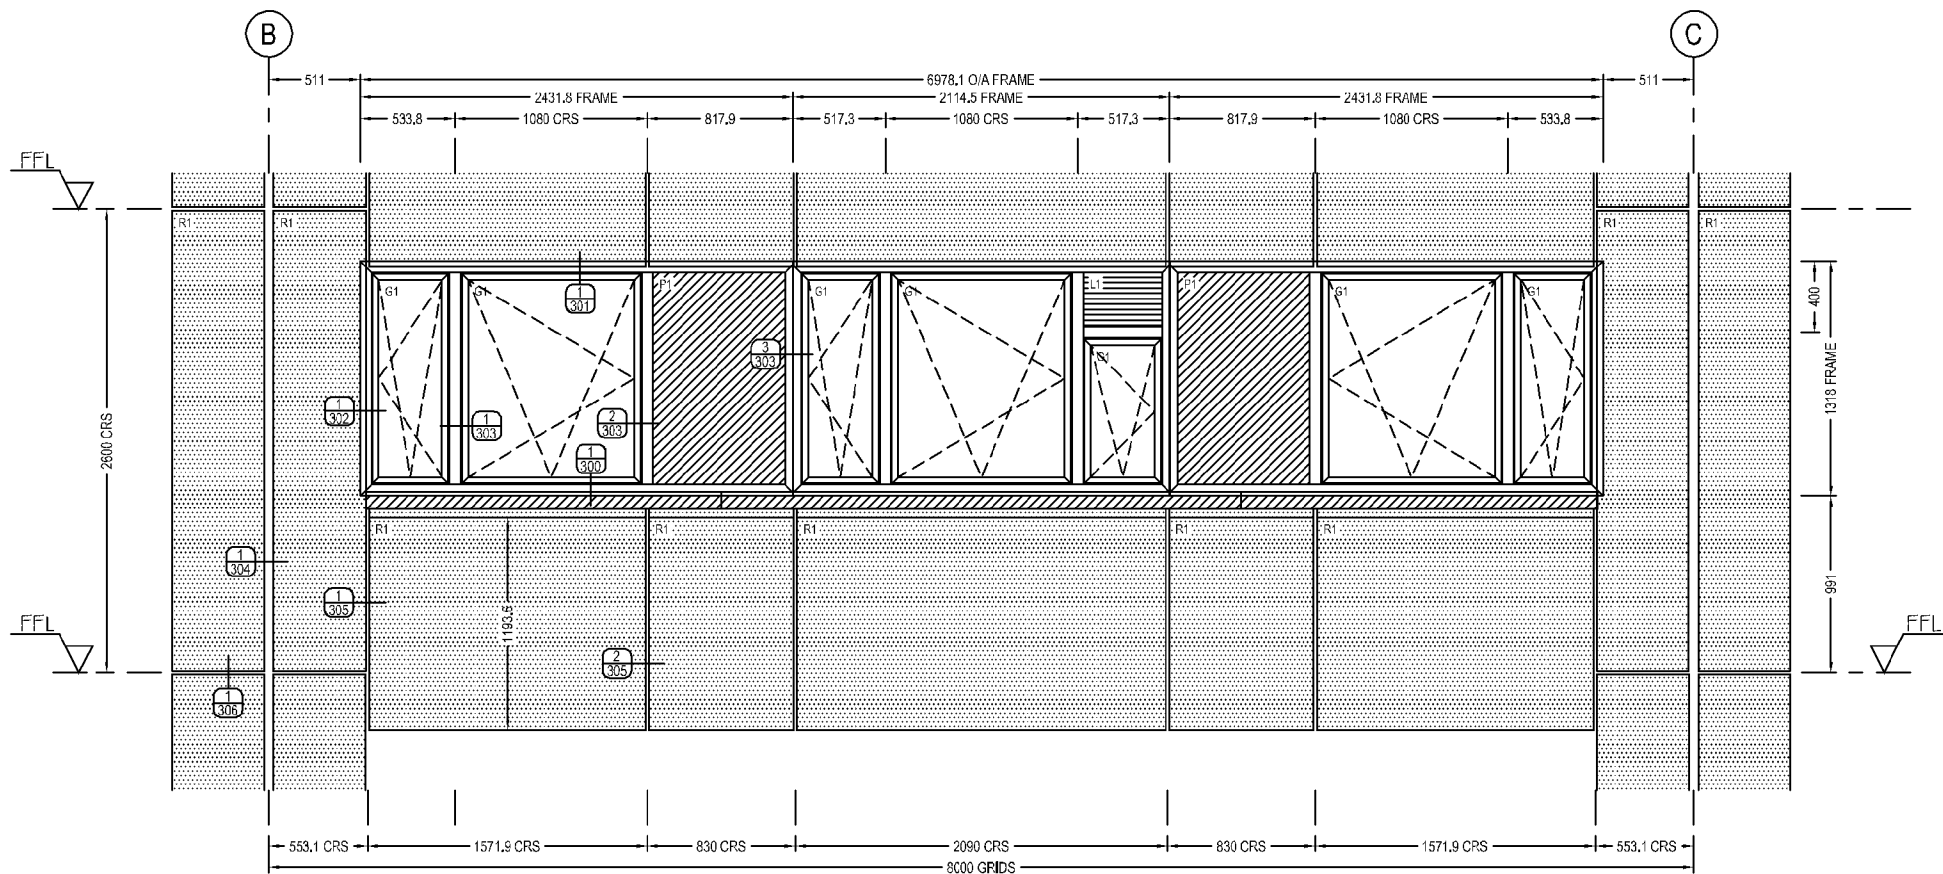 B
C
511
6978.1 O/A FRAME
511
2431.8 FRAME
2114.5 FRAME
2431.8 FRAME
533.8
1080 CRS
817.9
517.3
1080 CRS
517.3
817.9
1080 CRS
533.8
FFL
R1
R1
R1
R1
G1
G1
1
301
P1
G1
G1
EL1
P1
G1
G1
400
3
303
G1
1318 FRAME
2600 CRS
1
302
1
303
2
303
1
300
R1
R1
R1
R1
R1
1
304
1
305
1193.5
991
FFL
FFL
2
305
1
306
553.1 CRS
1571.9 CRS
830 CRS
2090 CRS
830 CRS
1571.9 CRS
553.1 CRS
8000 GRIDS